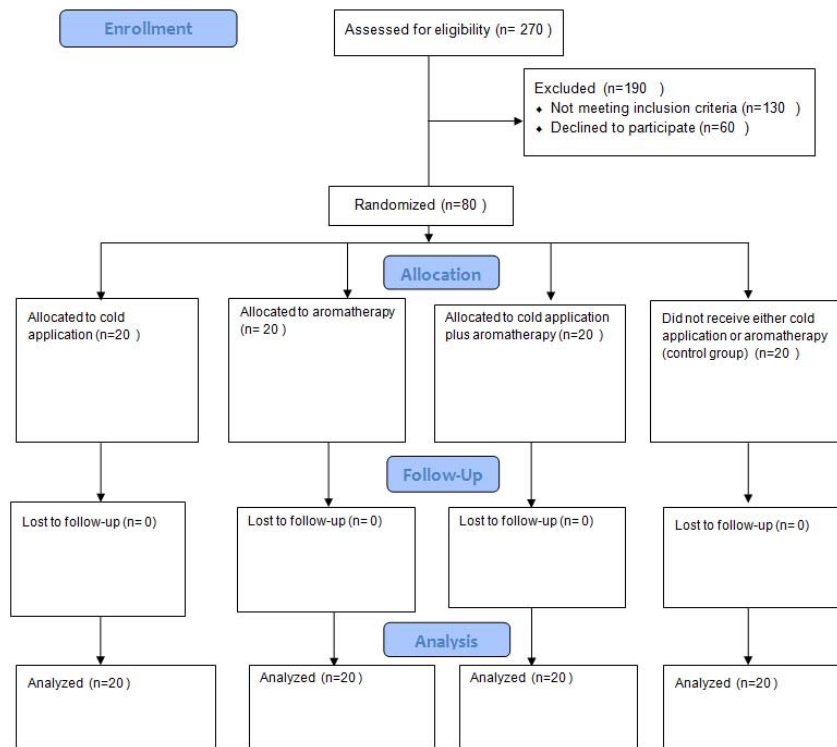 Enrollment
Assessed for eligibility (n= 270 )
Excluded (n=190 )
♦ Not meeting inclusion criteria (n=130 )
♦ Declined to participate (n=60 )
Randomized (n=80 )
Allocation
Allocated to cold
application (n=20 )
Allocated to aromatherapy
(n= 20 )
Allocated to cold application
plus aromatherapy (n=20 )
Did not receive either cold
application or aromatherapy
(control group) (n=20 )
Follow-Up
Lost to follow-up (n= 0)
Lost to follow-up (n= 0)
Lost to follow-up (n= 0)
Lost to follow-up (n= 0)
Analysis
Analyzed (n=20 )
Analyzed (n=20 )
Analyzed (n=20 )
Analyzed (n=20 )